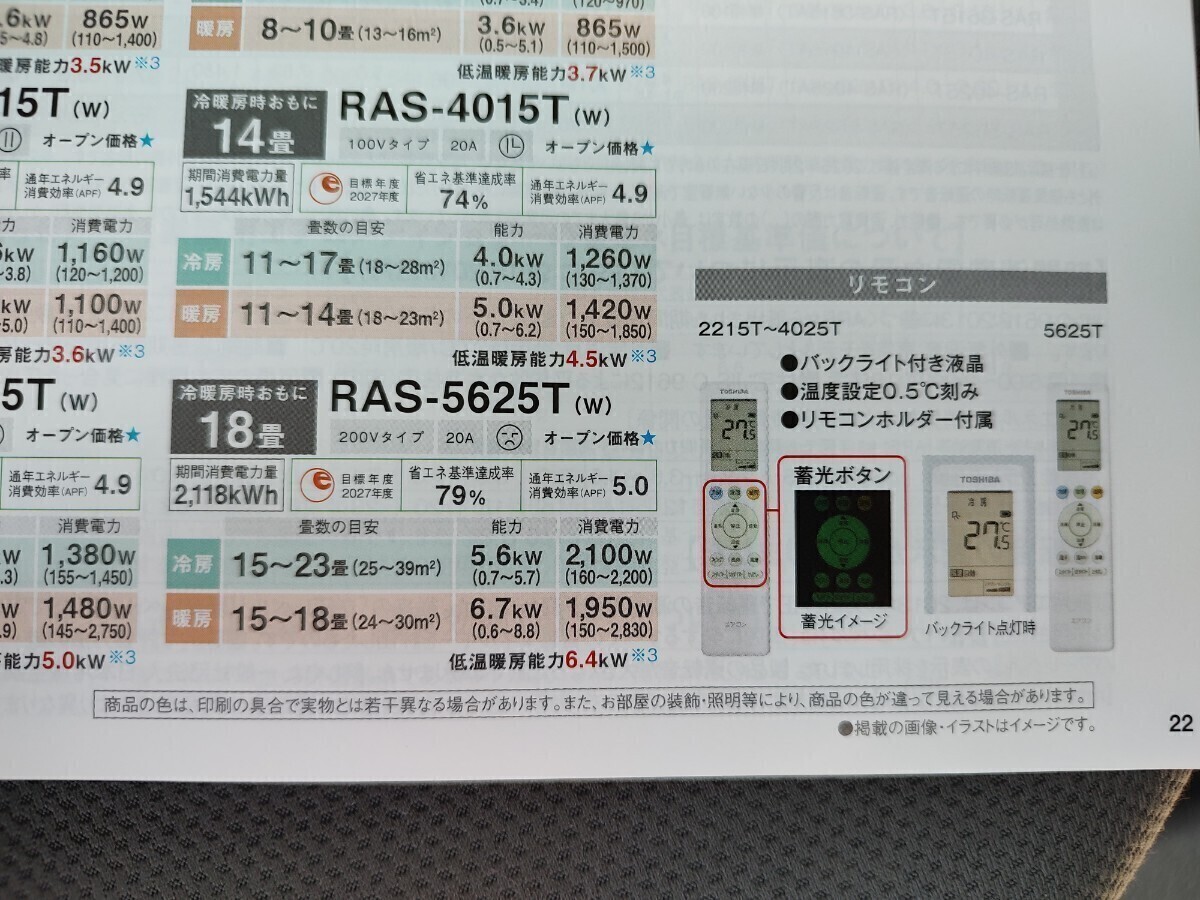 .6kW 865W
(110～1,400)
暖房能力3.5kW※3
暖房 8～10畳(13～16m²) 3.6kW 865W
(0.5～5.1) (110～1,500)
低温暖房能力3.7kW※3
15T(W)
オープン価格★
通年エネルギー
消費効率(APF) 4.9
消費電力
1,160W
～3.8) (120～1,200)
kW 1,100W
～5.0) (110～1,400)
房能力3.6kW※3
冷暖房時おもに
14畳
RAS-4015T(W)
100Vタイプ 20A オープン価格★
期間消費電力量
1,544kWh
目標年度
2027年度
省エネ基準達成率
74%
通年エネルギー
消費効率(APF) 4.9
畳数の目安 能力 消費電力
冷房 11～17畳(18～28m²) 4.0kW 1,260W
(0.7～4.3) (130～1,370)
暖房 11～14畳(18～23m²) 5.0kW 1,420W
(0.7～6.2) (150～1,850)
低温暖房能力4.5kW※3
5T(W)
オープン価格★
通年エネルギー
消費効率(APF) 4.9
消費電力
W 1,380W
.3) (155～1,450)
W 1,480W
.9) (145～2,750)
能力5.0kW※3
冷暖房時おもに
18畳
RAS-5625T(W)
200Vタイプ 20A オープン価格★
期間消費電力量
2,118kWh
目標年度
2027年度
省エネ基準達成率
79%
通年エネルギー
消費効率(APF) 5.0
畳数の目安 能力 消費電力
冷房 15～23畳(25～39m²) 5.6kW 2,100W
(0.7～5.7) (160～2,200)
暖房 15～18畳(24～30m²) 6.7kW 1,950W
(0.6～8.8) (150～2,830)
低温暖房能力6.4kW※3
リモコン
2215T～4025T 5625T
●バックライト付き液晶
●温度設定0.5℃刻み
●リモコンホルダー付属
TOSHIBA
27.5
蓄光ボタン
蓄光イメージ
TOSHIBA
冷房
27.5℃
バックライト点灯時
TOSHIBA
27.5
商品の色は、印刷の具合で実物とは若干異なる場合があります。また、お部屋の装飾・照明等により、商品の色が違って見える場合があります。
●掲載の画像・イラストはイメージです。
22